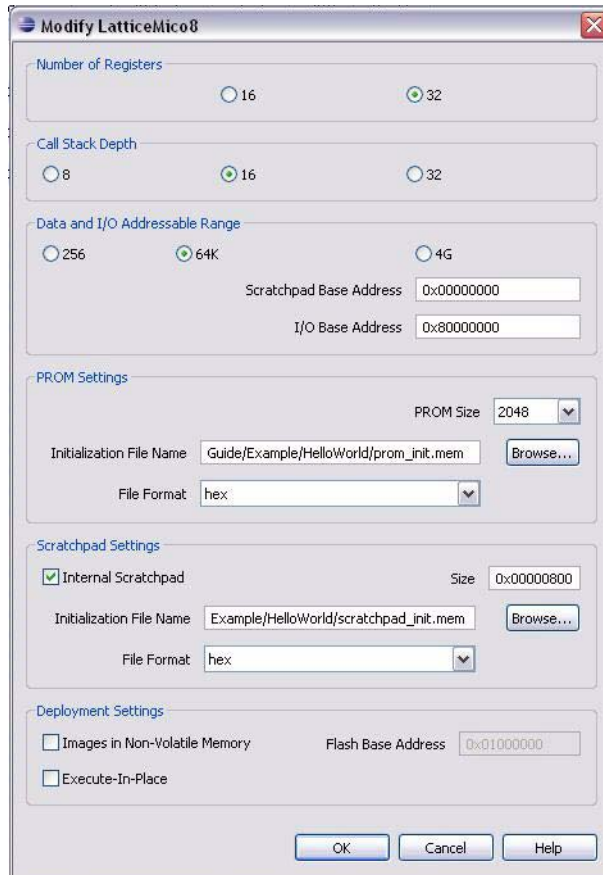 Modify LatticeMico8
Number of Registers
16 32
Call Stack Depth
8 16 32
Data and I/O Addressable Range
256 64K 4G
Scratchpad Base Address 0x00000000
I/O Base Address 0x80000000
PROM Settings
PROM Size 2048
Initialization File Name Guide/Example/HelloWorld/prom_init.mem Browse...
File Format hex
Scratchpad Settings
Internal Scratchpad Size 0x00000800
Initialization File Name Example/HelloWorld/scratchpad_init.mem Browse...
File Format hex
Deployment Settings
Images in Non-Volatile Memory Flash Base Address 0x01000000
Execute-In-Place
OK Cancel Help